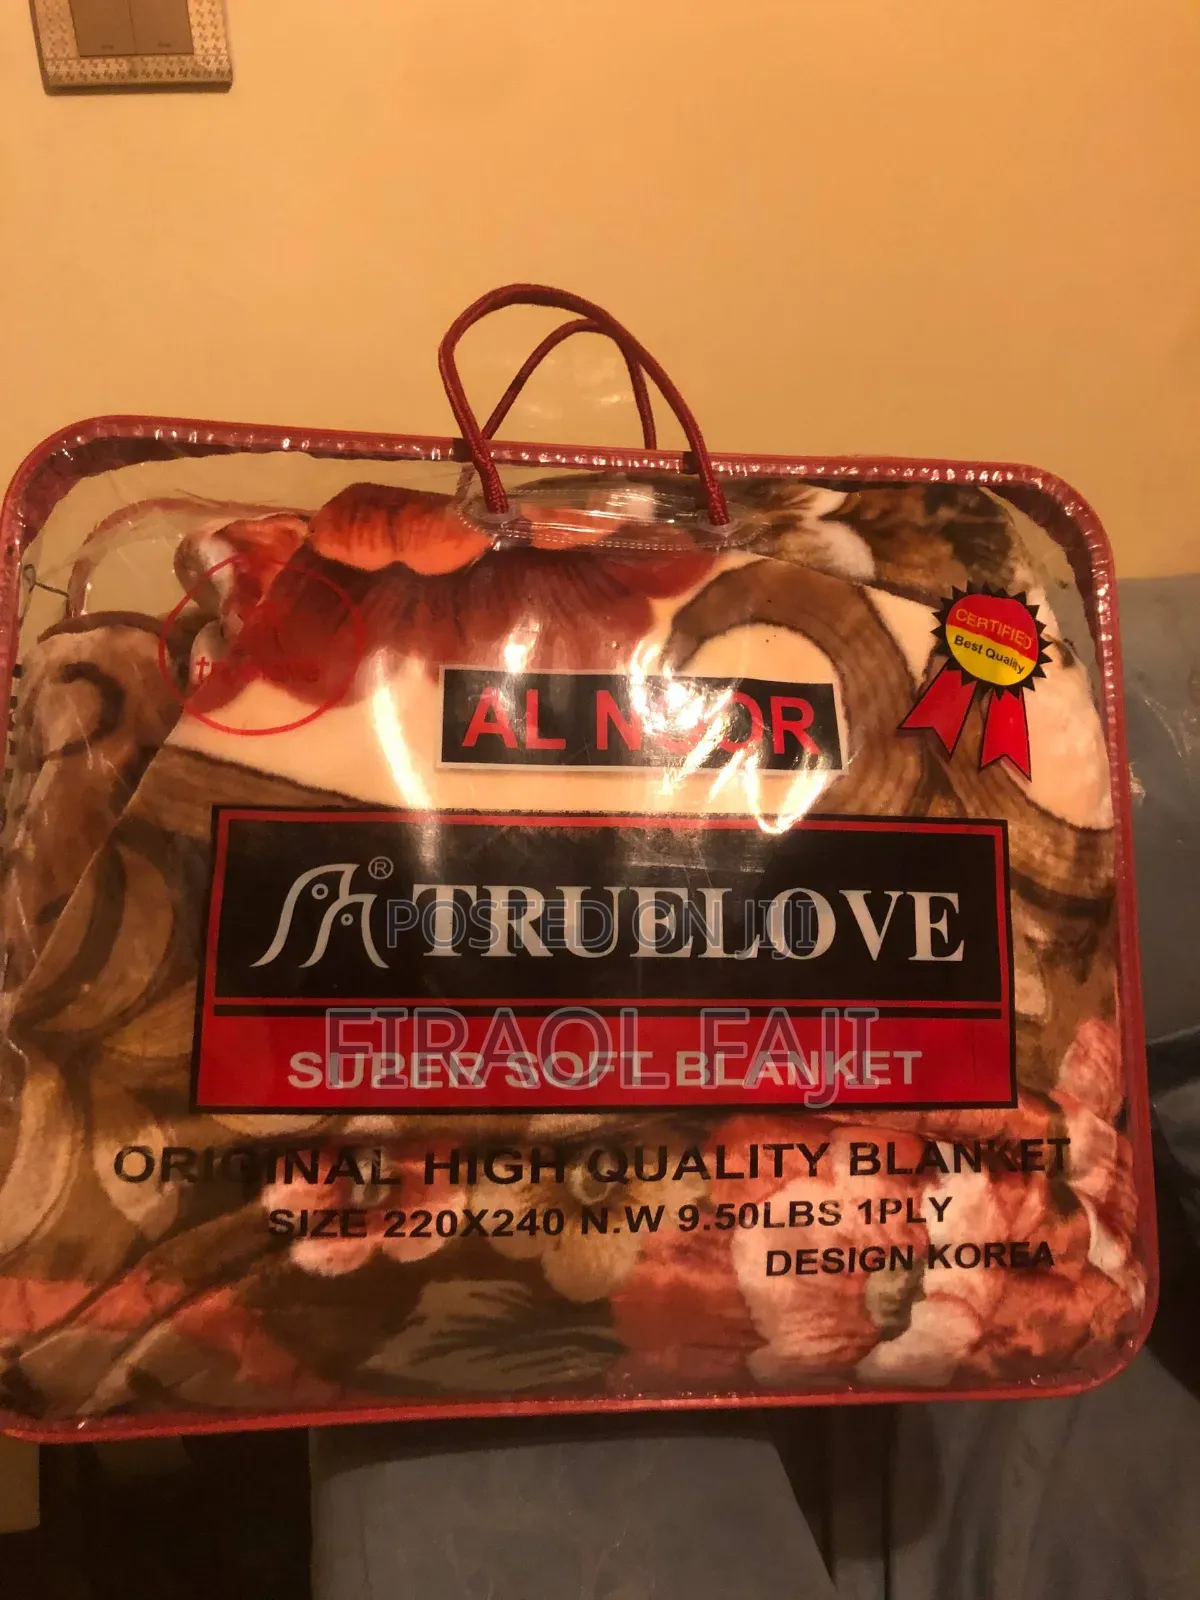 CERTIFIED
Best Quality
AL NOOR
®
TRUELOVE
POSTED ON JIJI
FIRAOL FAJI
SUPER SOFT BLANKET
ORIGINAL HIGH QUALITY BLANKET
SIZE 220X240 N.W 9.50LBS 1PLY
DESIGN KOREA